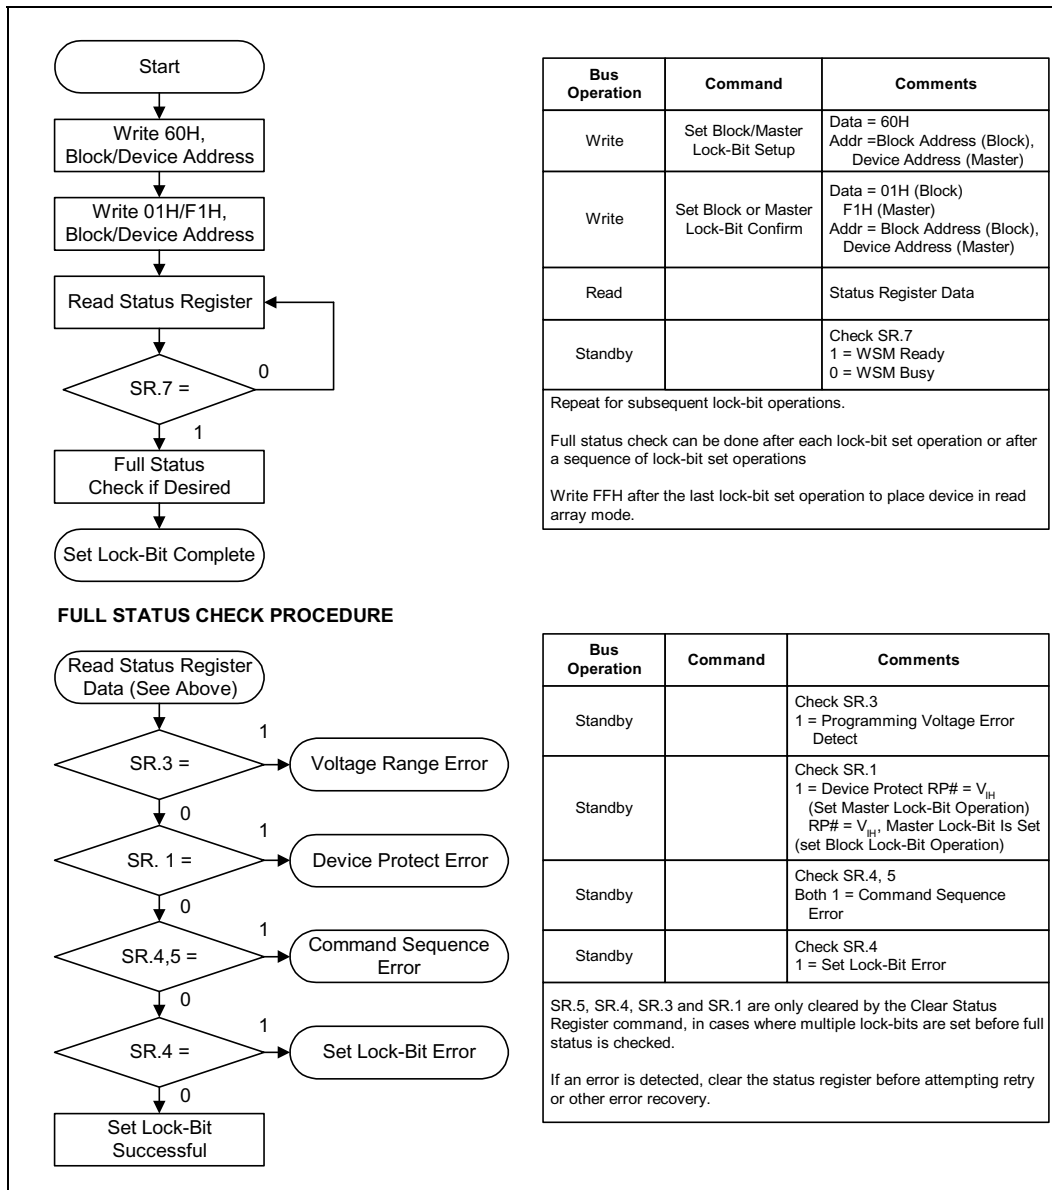 Start
Write 60H,
Block/Device Address
Write 01H/F1H,
Block/Device Address
Read Status Register
SR.7 =
0
1
Full Status
Check if Desired
Set Lock-Bit Complete
Bus
Operation
Command
Comments
Write
Set Block/Master
Lock-Bit Setup
Data = 60H
Addr =Block Address (Block),
Device Address (Master)
Write
Set Block or Master
Lock-Bit Confirm
Data = 01H (Block)
F1H (Master)
Addr = Block Address (Block),
Device Address (Master)
Read
Status Register Data
Standby
Check SR.7
1 = WSM Ready
0 = WSM Busy
Repeat for subsequent lock-bit operations.
Full status check can be done after each lock-bit set operation or after
a sequence of lock-bit set operations
Write FFH after the last lock-bit set operation to place device in read
array mode.
FULL STATUS CHECK PROCEDURE
Read Status Register
Data (See Above)
SR.3 =
1
Voltage Range Error
0
SR. 1 =
1
Device Protect Error
0
SR.4,5 =
1
Command Sequence
Error
0
SR.4 =
1
Set Lock-Bit Error
0
Set Lock-Bit
Successful
Bus
Operation
Command
Comments
Standby
Check SR.3
1 = Programming Voltage Error
Detect
Standby
Check SR.1
1 = Device Protect RP# = VIH
(Set Master Lock-Bit Operation)
RP# = VIH, Master Lock-Bit Is Set
(set Block Lock-Bit Operation)
Standby
Check SR.4, 5
Both 1 = Command Sequence
Error
Standby
Check SR.4
1 = Set Lock-Bit Error
SR.5, SR.4, SR.3 and SR.1 are only cleared by the Clear Status
Register command, in cases where multiple lock-bits are set before full
status is checked.
If an error is detected, clear the status register before attempting retry
or other error recovery.